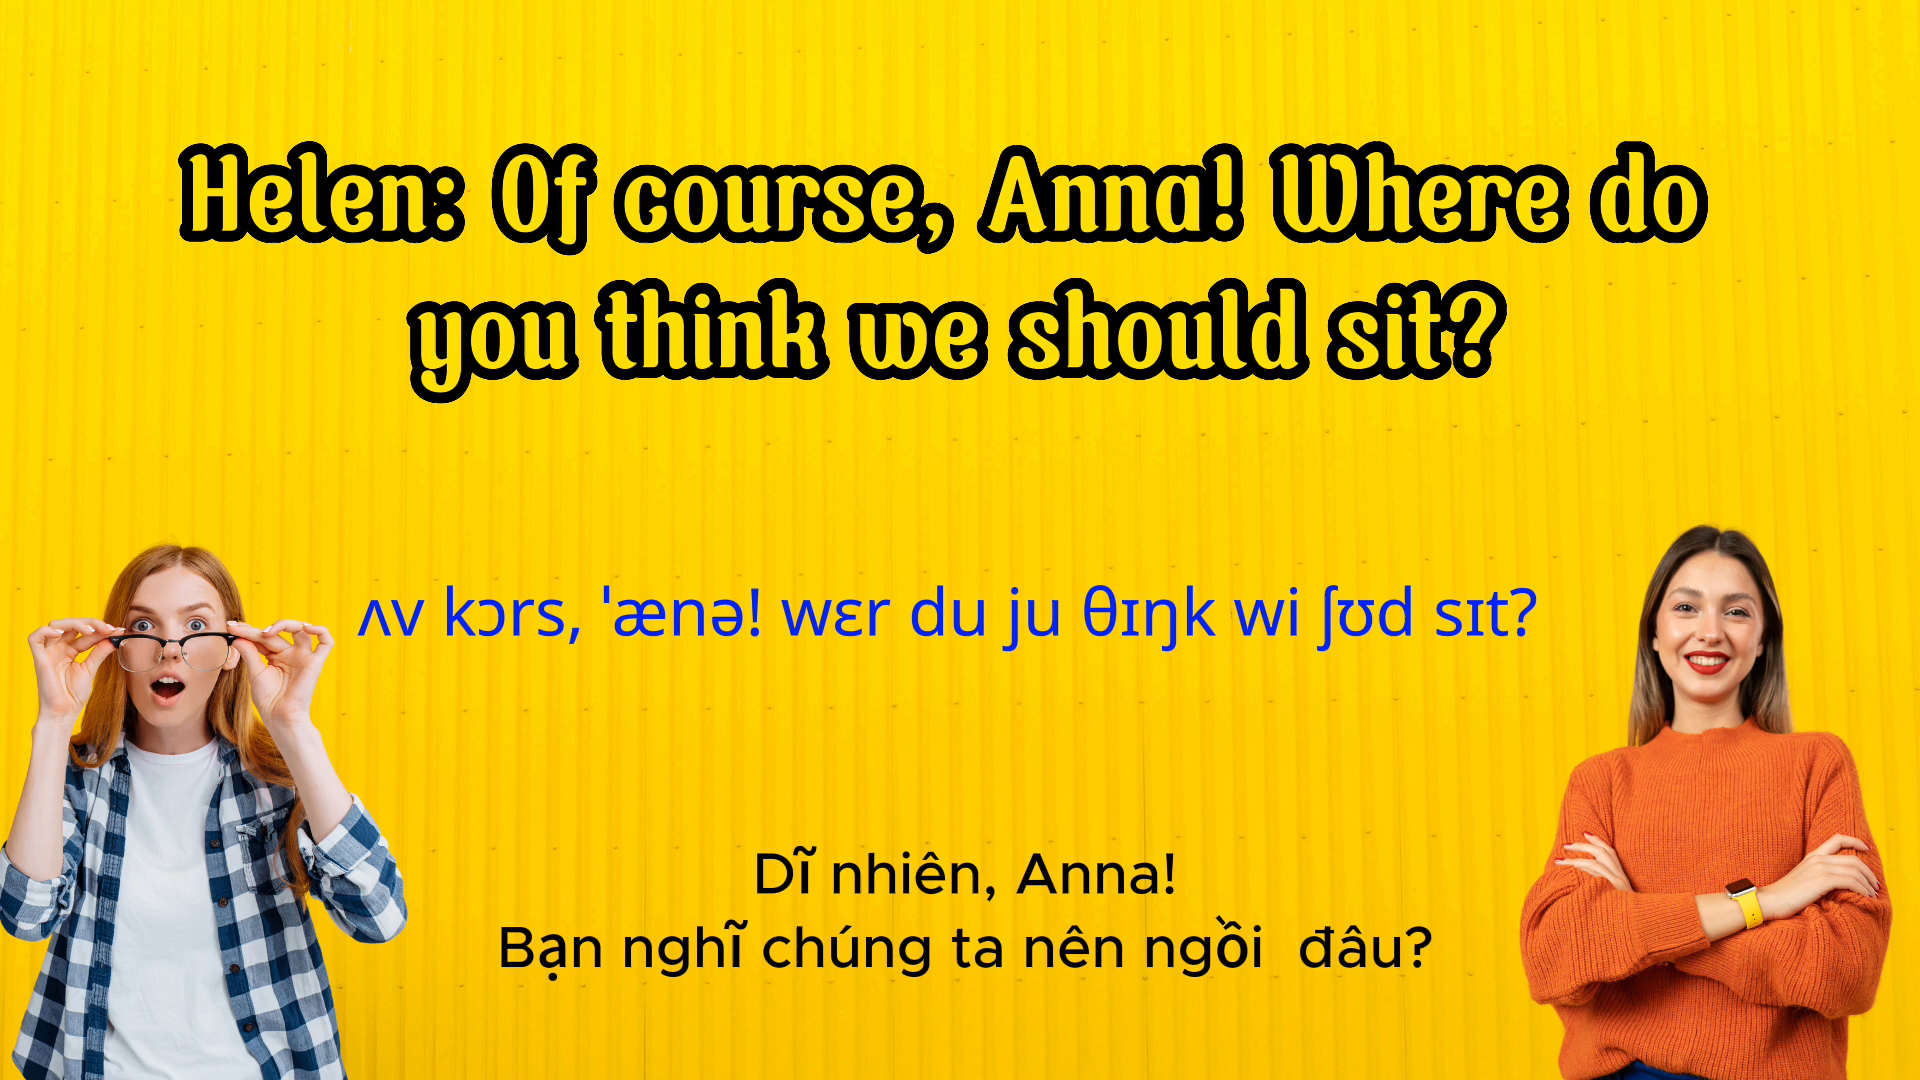 Helen: Of course, Anna! Where do
you think we should sit?
ʌv kɔrs, ˈænə! wɛr du ju θɪŋk wi ʃʊd sɪt?
Dĩ nhiên, Anna!
Bạn nghĩ chúng ta nên ngồi  đâu?